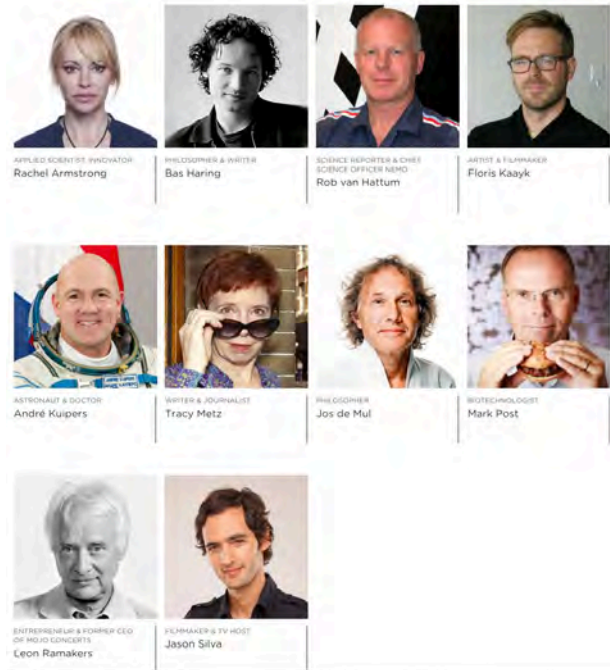 APPLIED SCIENTIST INNOVATOR
Rachel Armstrong
PHILOSOPHER & WRITER
Bas Haring
SCIENCE REPORTER & CHIEF
SCIENCE OFFICER NEMO
Rob van Hattum
ARTIST & FILMMAKER
Floris Kaayk
ASTRONAUT & DOCTOR
André Kuipers
WRITER & JOURNALIST
Tracy Metz
PHILOSOPHER
Jos de Mul
BIOTECHNOLOGIST
Mark Post
ENTREPRENEUR & FORMER CEO
OF MOJO CONCERTS
Leon Ramakers
FILMMAKER & TV HOST
Jason Silva